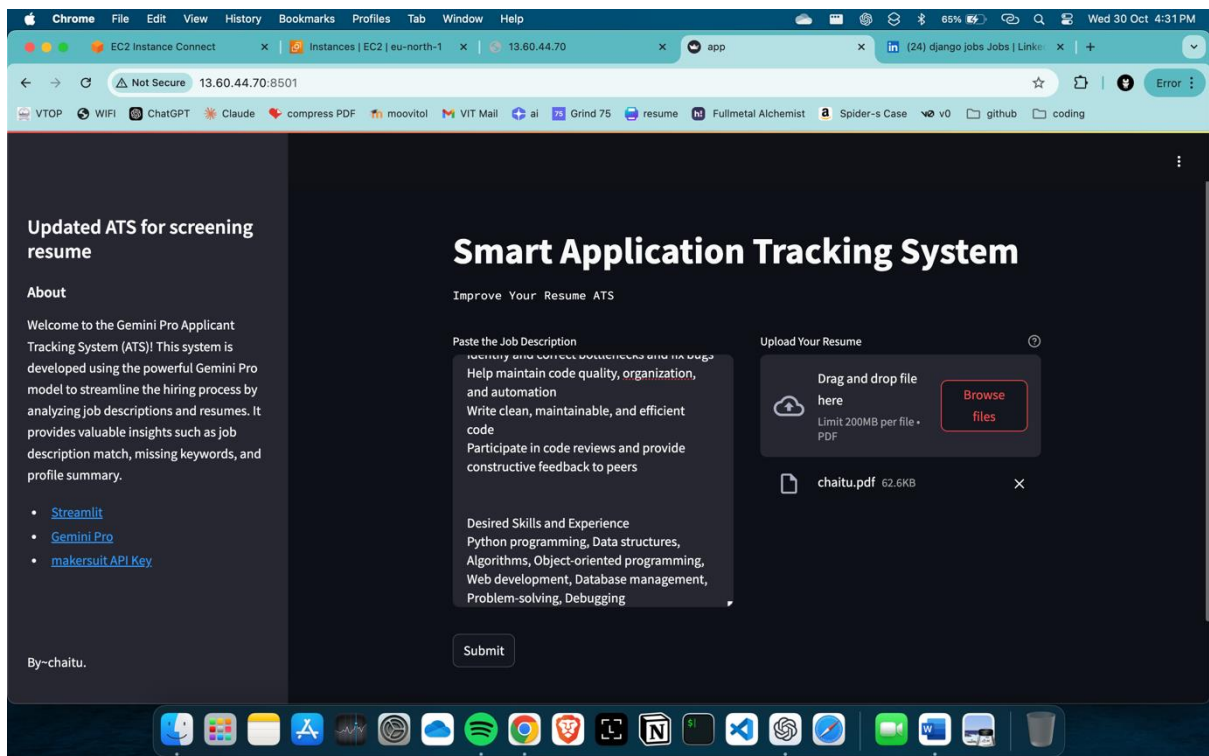 Chrome File Edit View History Bookmarks Profiles Tab Window Help 65% Wed 30 Oct 4:31 PM
EC2 Instance Connect Instances | EC2 | eu-north-1 13.60.44.70 app (24) django jobs Jobs | Linke
Not Secure 13.60.44.70:8501 Error
VTOP WIFI ChatGPT Claude compress PDF moovitol VIT Mail ai Grind 75 resume Fullmetal Alchemist Spider-s Case v0 github coding
Updated ATS for screening
resume
About
Welcome to the Gemini Pro Applicant
Tracking System (ATS)! This system is
developed using the powerful Gemini Pro
model to streamline the hiring process by
analyzing job descriptions and resumes. It
provides valuable insights such as job
description match, missing keywords, and
profile summary.
Streamlit
Gemini Pro
makersuit API Key
By~chaitu.
Smart Application Tracking System
Improve Your Resume ATS
Paste the Job Description
Identify and correct bottlenecks and fix bugs
Help maintain code quality, organization,
and automation
Write clean, maintainable, and efficient
code
Participate in code reviews and provide
constructive feedback to peers
Desired Skills and Experience
Python programming, Data structures,
Algorithms, Object-oriented programming,
Web development, Database management,
Problem-solving, Debugging
Submit
Upload Your Resume
Drag and drop file
here
Limit 200MB per file •
PDF
Browse
files
chaitu.pdf 62.6KB